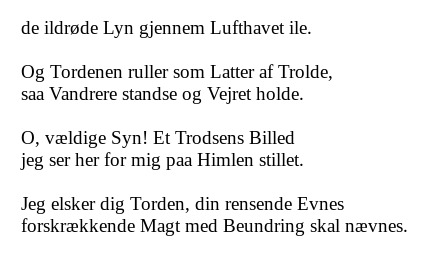 de ildrøde Lyn gjennem Lufthavet ile.
Og Tordenen ruller som Latter af Trolde,
saa Vandrere standse og Vejret holde.
O, vældige Syn! Et Trodsens Billed
jeg ser her for mig paa Himlen stillet.
Jeg elsker dig Torden, din rensende Evnes
forskrækkende Magt med Beundring skal nævnes.